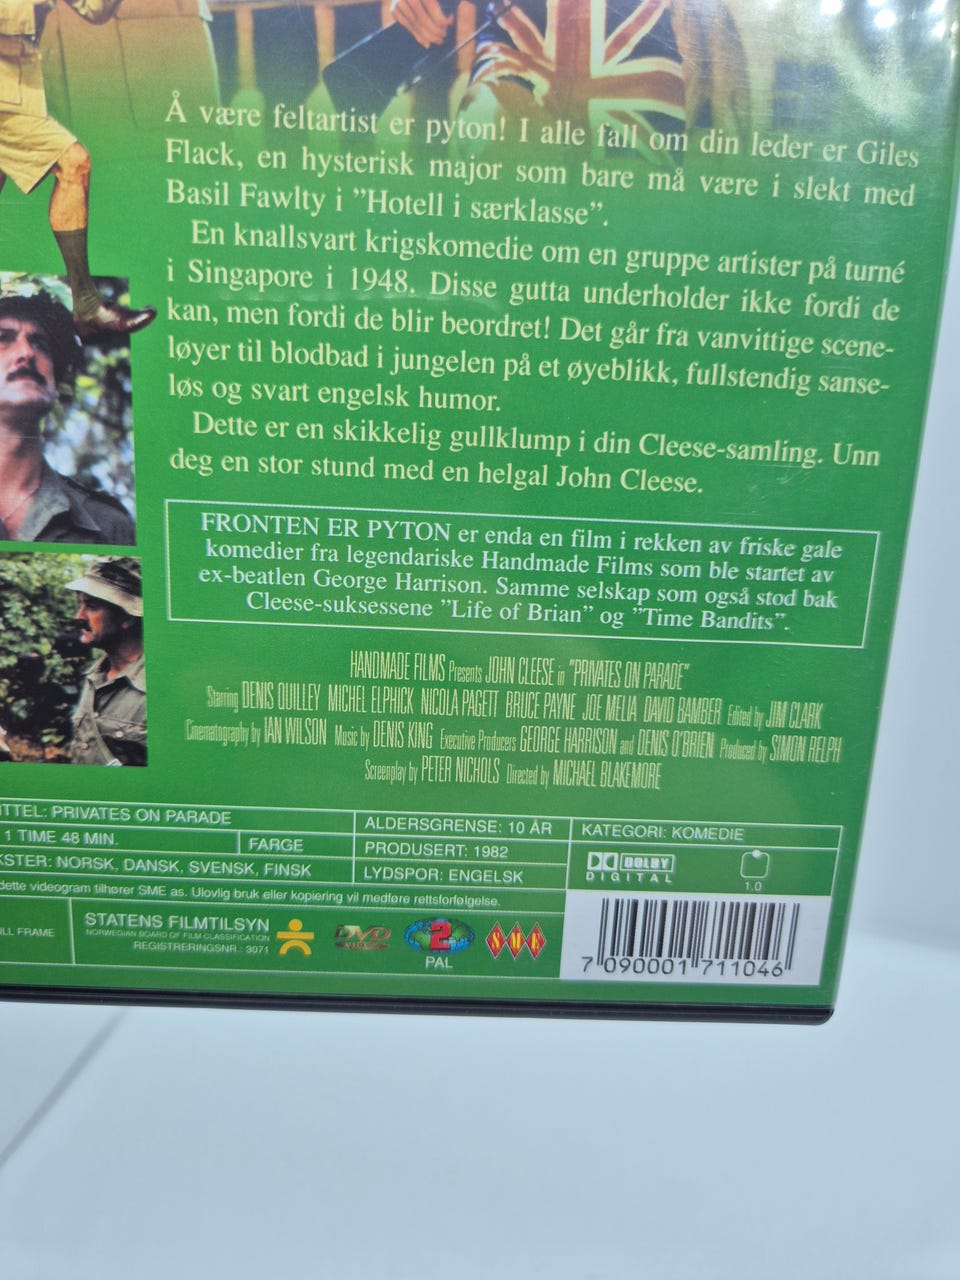 Å være feltartist er pyton! I alle fall om din leder er Giles
Flack, en hysterisk major som bare må være i slekt med
Basil Fawlty i ”Hotell i særklasse”.
En knallsvart krigskomedie om en gruppe artister på turné
i Singapore i 1948. Disse gutta underholder ikke fordi de
kan, men fordi de blir beordret! Det går fra vanvittige scene-
løyer til blodbad i jungelen på et øyeblikk, fullstendig sanse-
løs og svart engelsk humor.
Dette er en skikkelig gullklump i din Cleese-samling. Unn
deg en stor stund med en helgal John Cleese.
FRONTEN ER PYTON er enda en film i rekken av friske gale
komedier fra legendariske Handmade Films som ble startet av
ex-beatlen George Harrison. Samme selskap som også stod bak
Cleese-suksessene ”Life of Brian” og ”Time Bandits”.
HANDMADE FILMS Presents JOHN CLEESE in "PRIVATES ON PARADE"
Starring DENIS QUILLEY MICHEL ELPHICK NICOLA PAGETT BRUCE PAYNE JOE MELIA DAVID BAMBER Edited by JIM CLARK
Cinematography by IAN WILSON Music by DENIS KING Executive Producers GEORGE HARRISON and DENIS O'BRIEN Produced by SIMON RELPH
Screenplay by PETER NICHOLS Directed by MICHAEL BLAKEMORE
ITTEL: PRIVATES ON PARADE
1 TIME 48 MIN.
FARGE
KSTER: NORSK, DANSK, SVENSK, FINSK
ALDERSGRENSE: 10 ÅR
PRODUSERT: 1982
LYDSPOR: ENGELSK
KATEGORI: KOMEDIE
DOLBY
DIGITAL
1.0
dette videogram tilhører SME as. Ulovlig bruk eller kopiering vil medføre rettsforfølgelse.
ULL FRAME
STATENS FILMTILSYN
NORWEGIAN BOARD OF FILM CLASSIFICATION
REGISTRERINGSNR.: 3071
DVD
VIDEO
2
PAL
SME
7 090001 711046